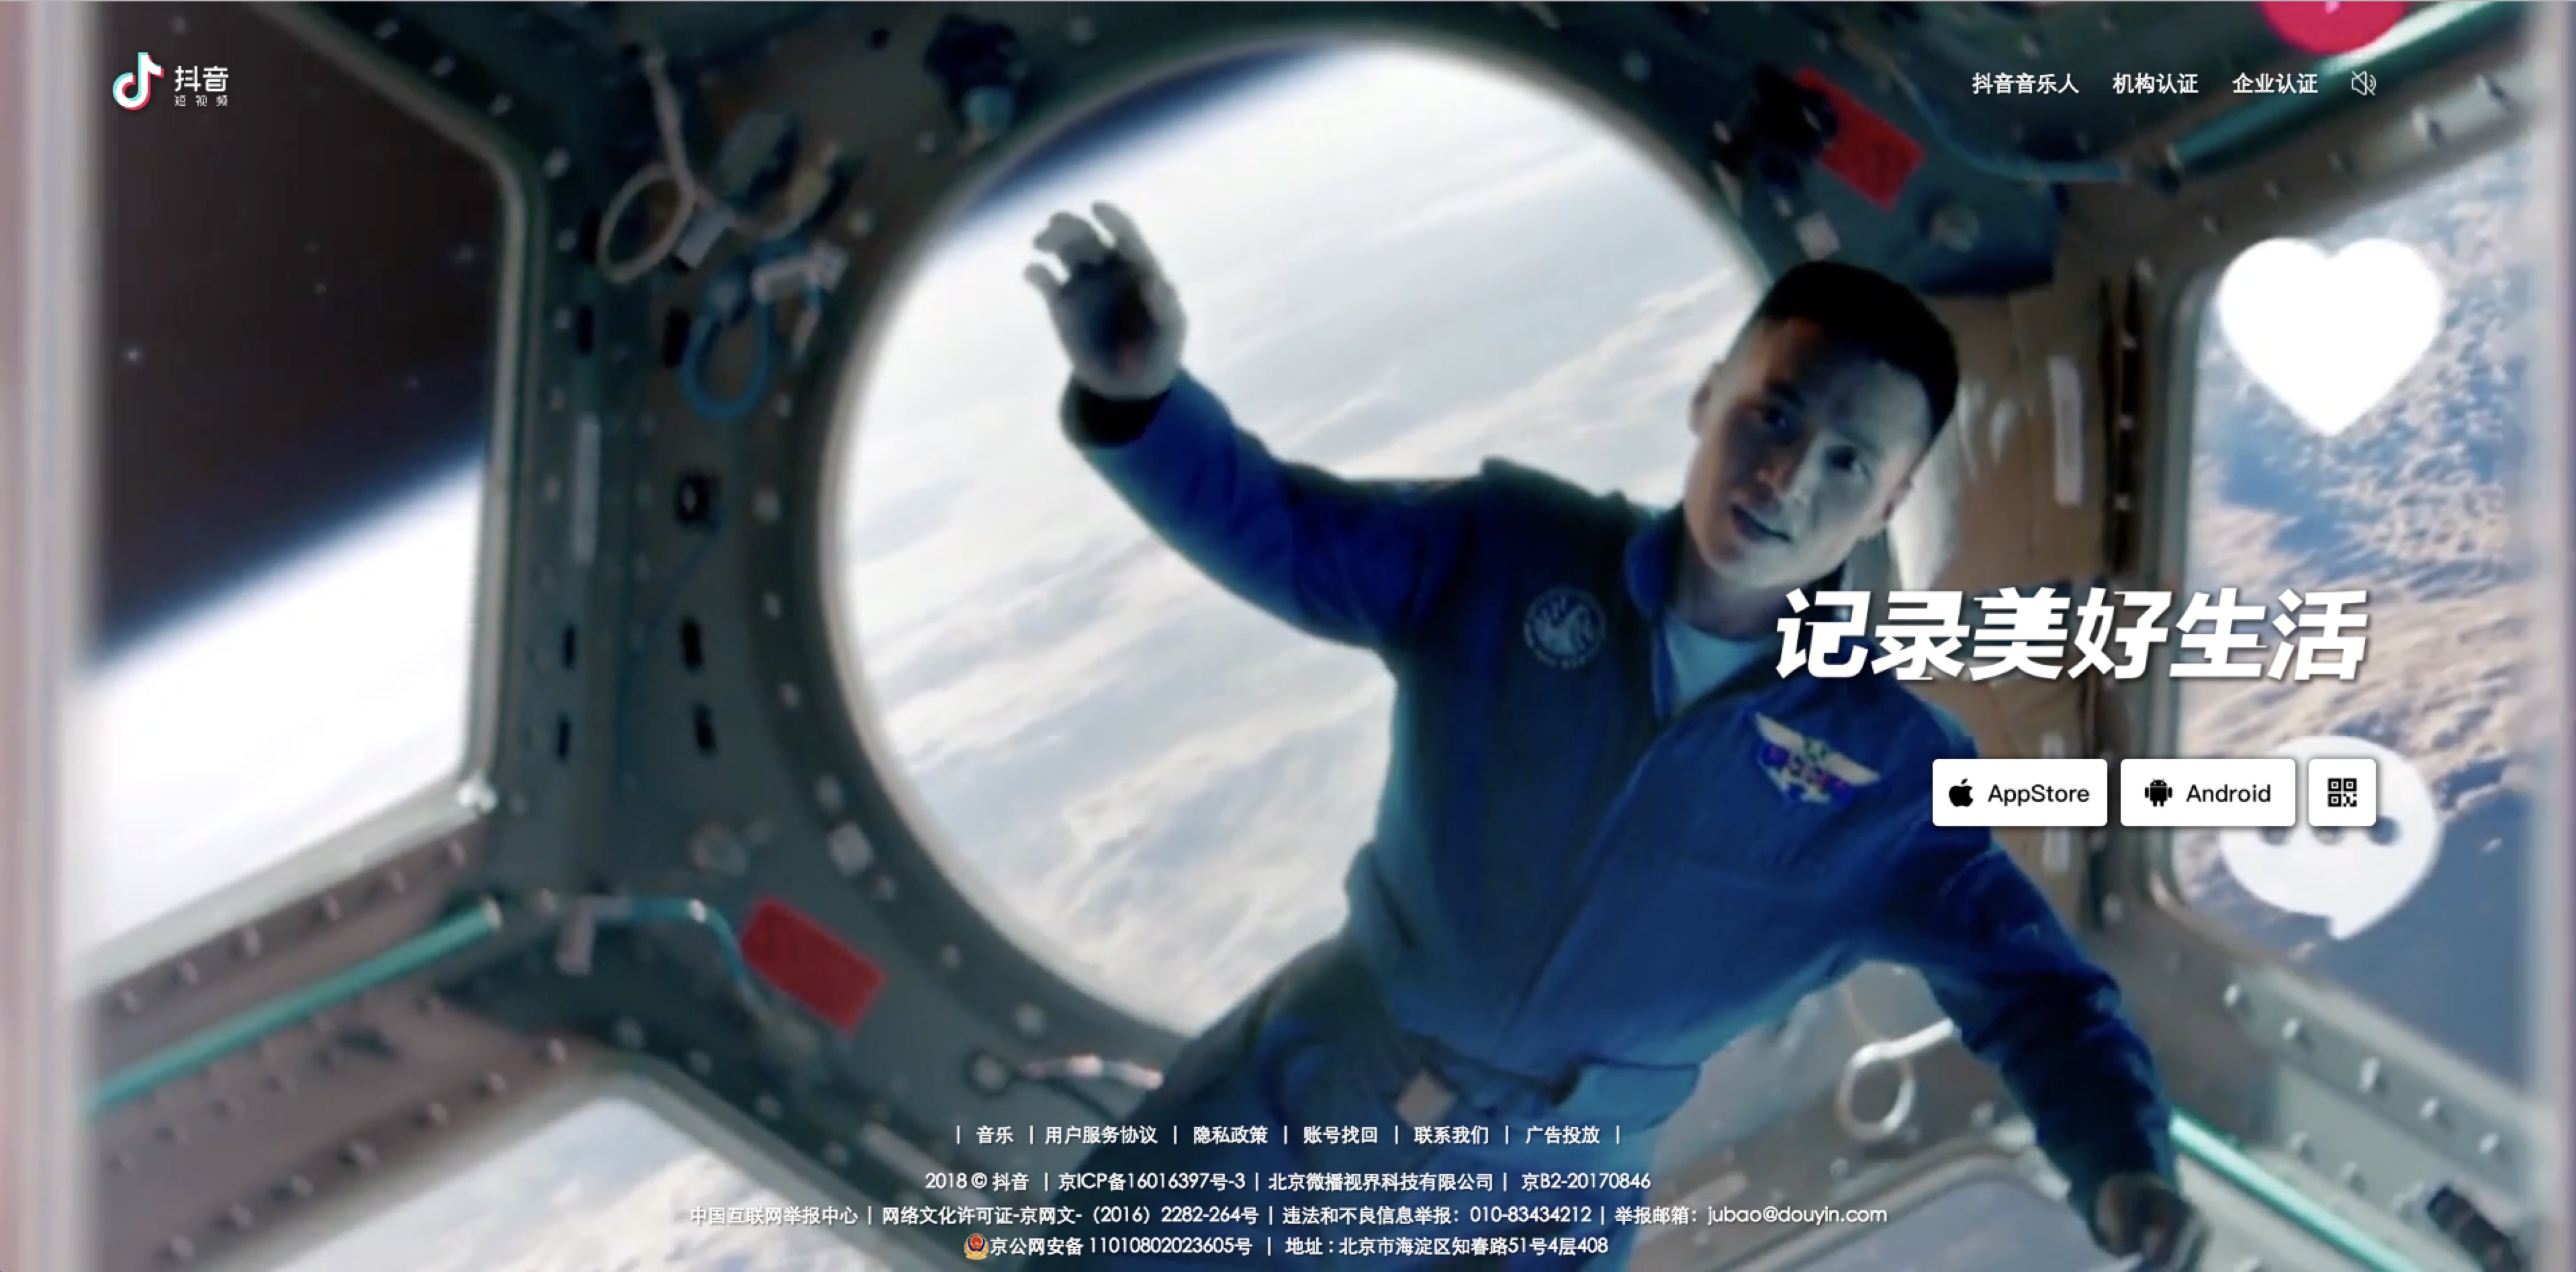 抖音
短视频
抖音音乐人 机构认证 企业认证
记录美好生活
AppStore Android
| 音乐 | 用户服务协议 | 隐私政策 | 账号找回 | 联系我们 | 广告投放 |
2018 © 抖音 | 京ICP备16016397号-3 | 北京微播视界科技有限公司 | 京B2-20170846
中国互联网举报中心 | 网络文化许可证-京网文-（2016）2282-264号 | 违法和不良信息举报：010-83434212 | 举报邮箱：jubao@douyin.com
京公网安备 11010802023605号 | 地址：北京市海淀区知春路51号4层408